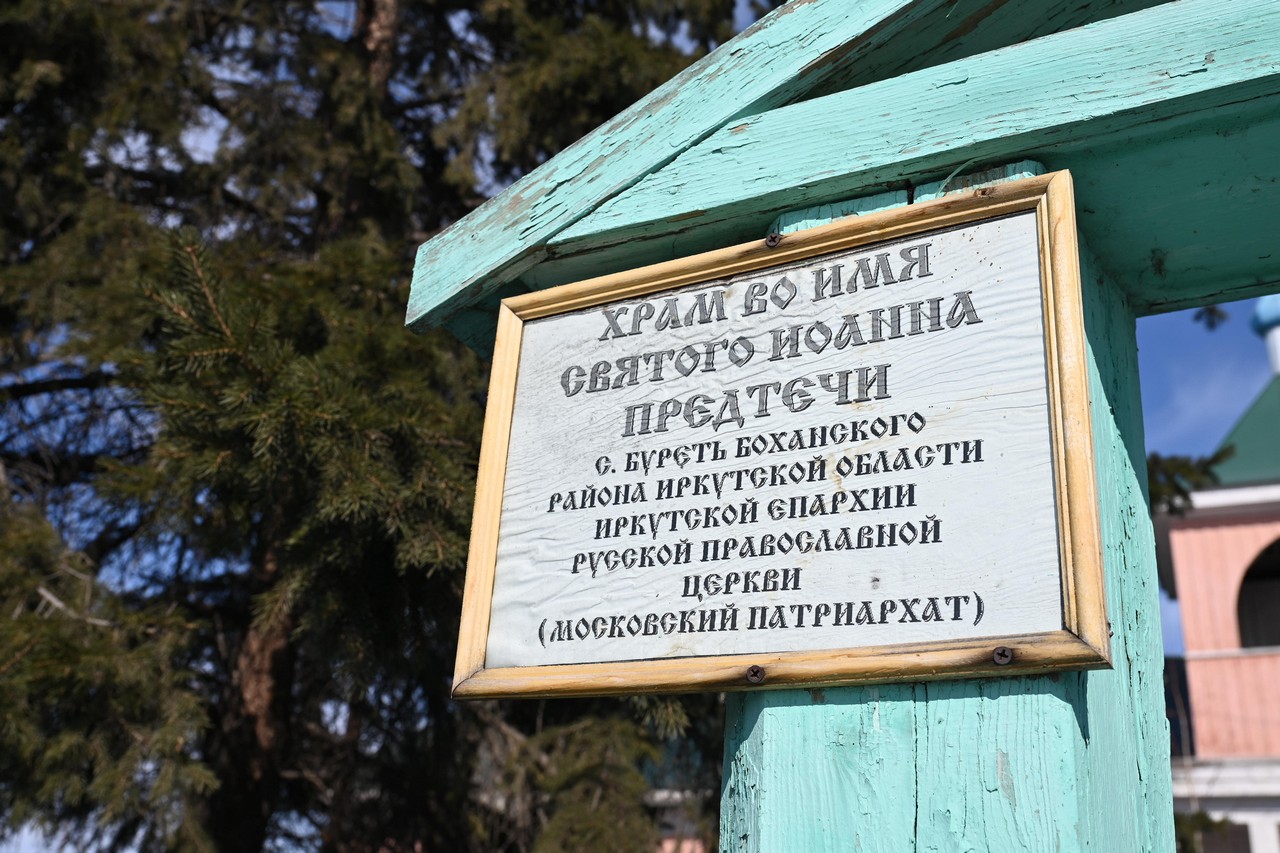 ХРАМ ВО ИМЯ
СВЯТОГО ИОАННА
ПРЕДТЕЧИ
С. БУРЕТЬ БОХАНСКОГО
РАЙОНА ИРКУТСКОЙ ОБЛАСТИ
ИРКУТСКОЙ ЕПАРХИИ
РУССКОЙ ПРАВОСЛАВНОЙ
ЦЕРКВИ
(МОСКОВСКИЙ ПАТРИАРХАТ)